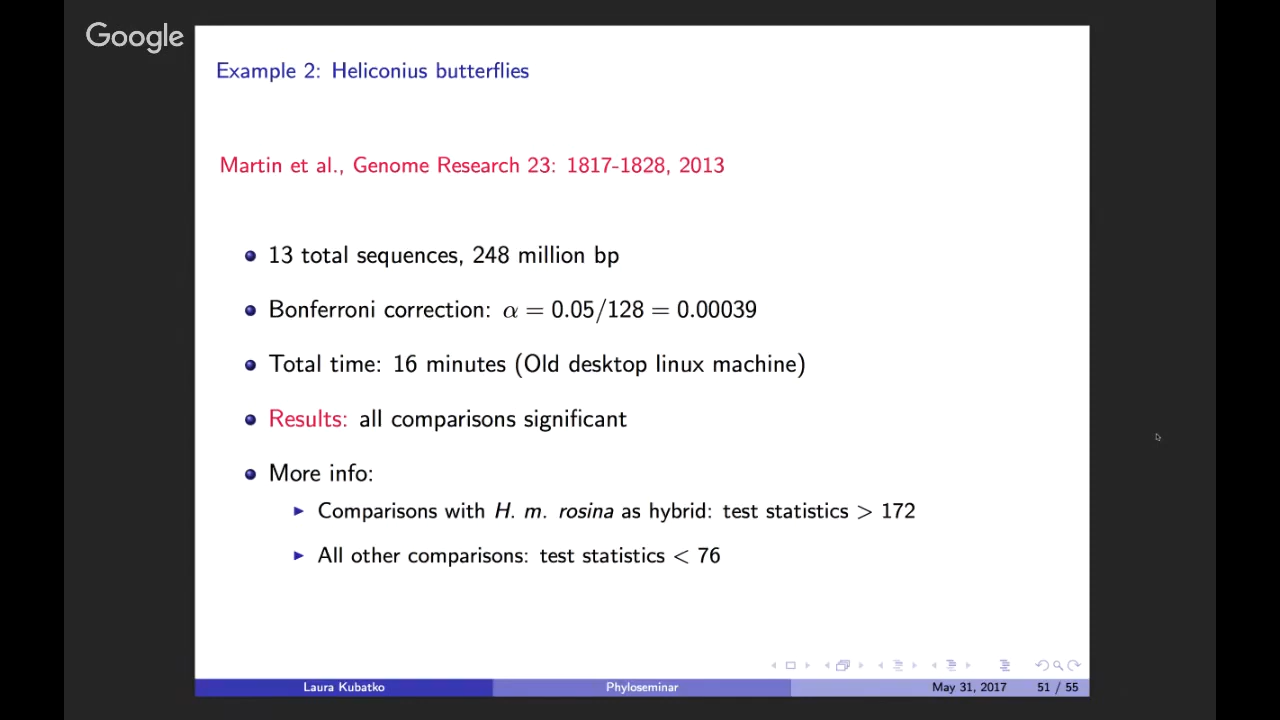 Google
Example 2: Heliconius butterflies
Martin et al., Genome Research 23: 1817-1828, 2013
13 total sequences, 248 million bp
Bonferroni correction: α = 0.05/128 = 0.00039
Total time: 16 minutes (Old desktop linux machine)
Results: all comparisons significant
More info:
Comparisons with H. m. rosina as hybrid: test statistics > 172
All other comparisons: test statistics < 76
Laura Kubatko Phyloseminar May 31, 2017 51 / 55